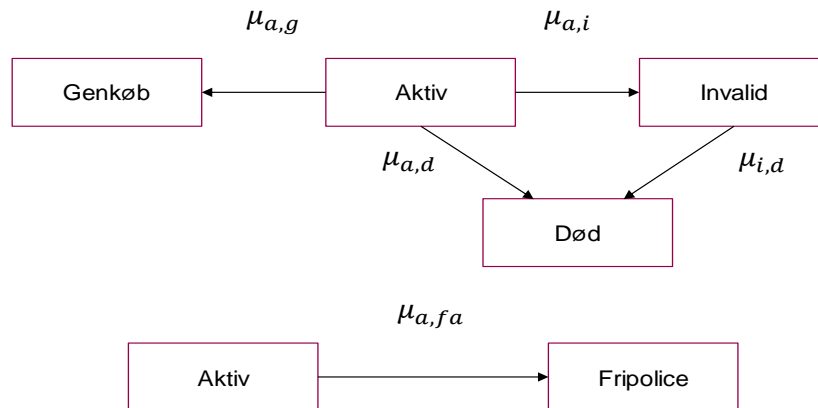 μ_{a,g} μ_{a,i}
Genkøb Aktiv Invalid
μ_{a,d} μ_{i,d}
Død
μ_{a,fa}
Aktiv Fripolice